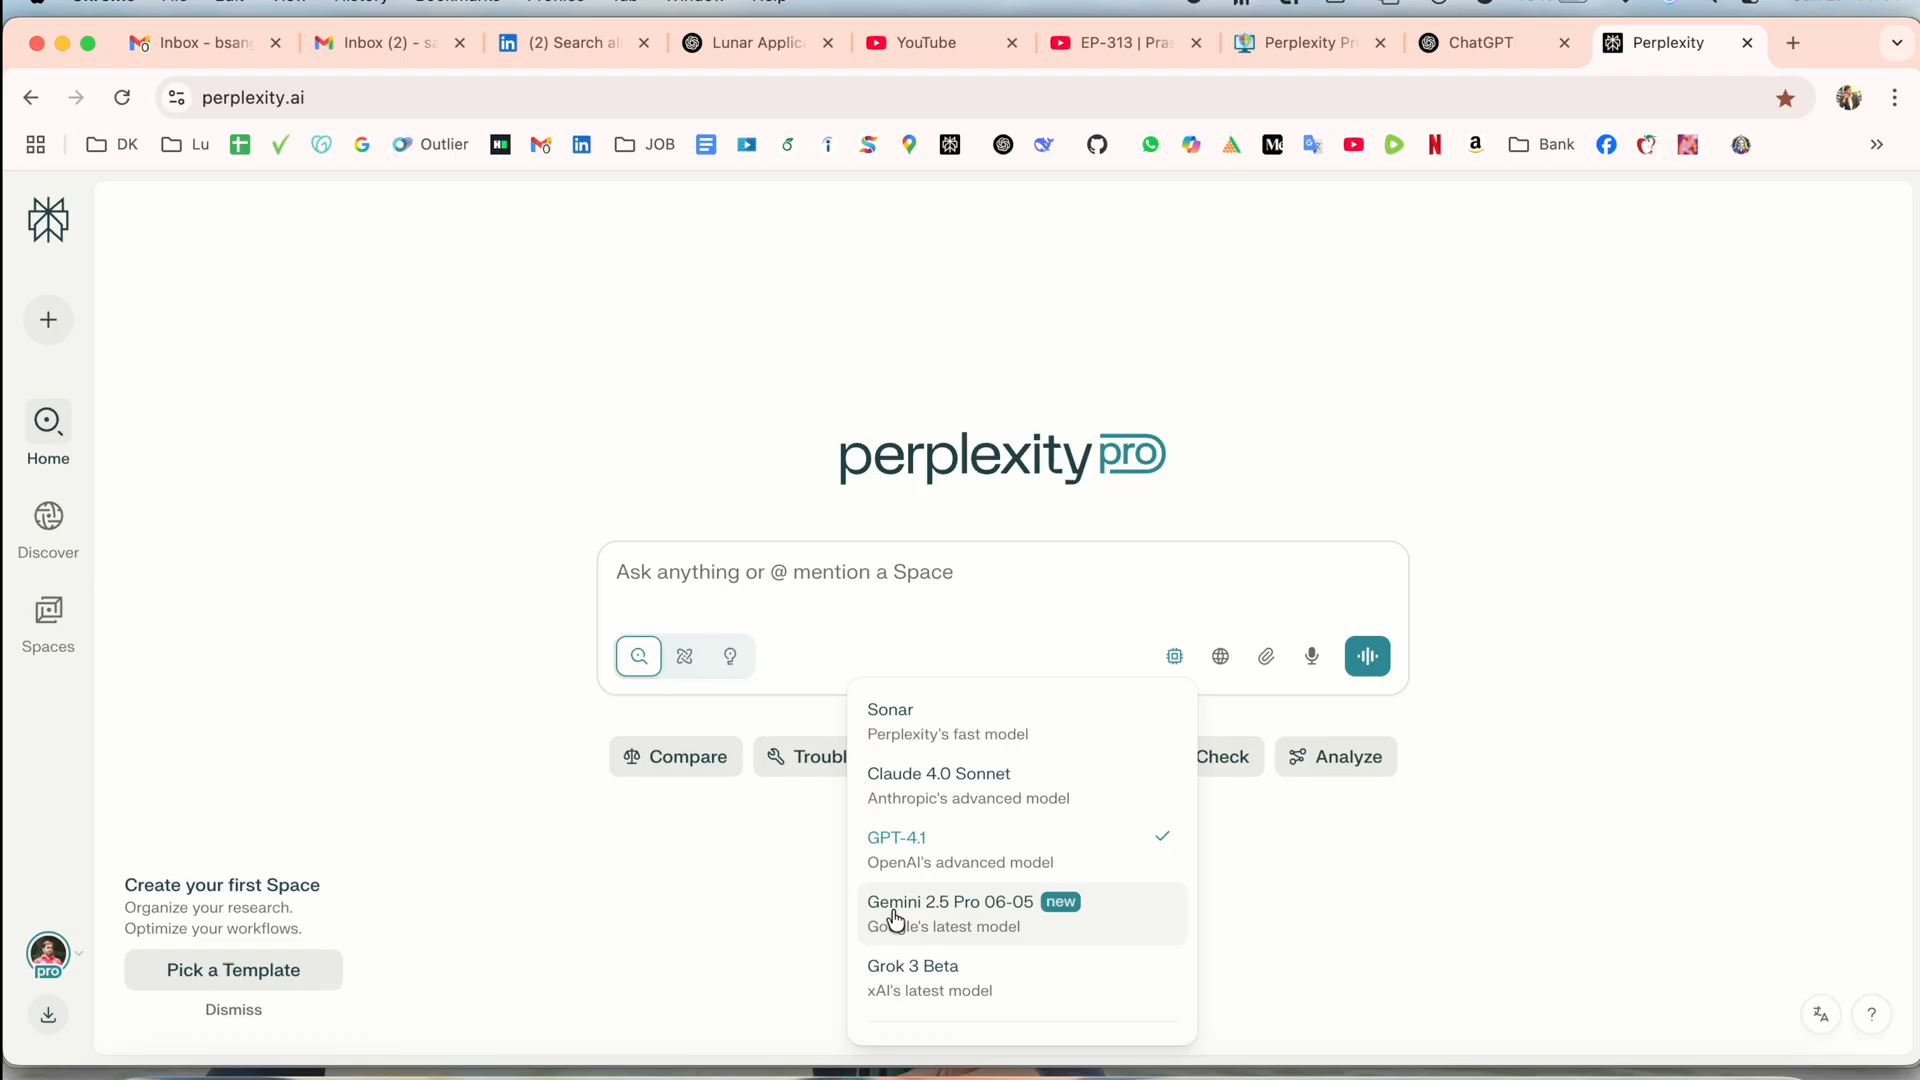 Inbox - bsan
Inbox (2) - sa
(2) Search al
Lunar Applic
YouTube
EP-313 | Pras
Perplexity Pr
ChatGPT
Perplexity
perplexity.ai
DK
Lu
Outlier
JOB
Bank
Home
Discover
Spaces
perplexity pro
Ask anything or @ mention a Space
Compare
Troubl
Check
Analyze
Sonar
Perplexity's fast model
Claude 4.0 Sonnet
Anthropic's advanced model
GPT-4.1
OpenAI's advanced model
Gemini 2.5 Pro 06-05 new
Google's latest model
Grok 3 Beta
xAI's latest model
Create your first Space
Organize your research.
Optimize your workflows.
Pick a Template
Dismiss
pro